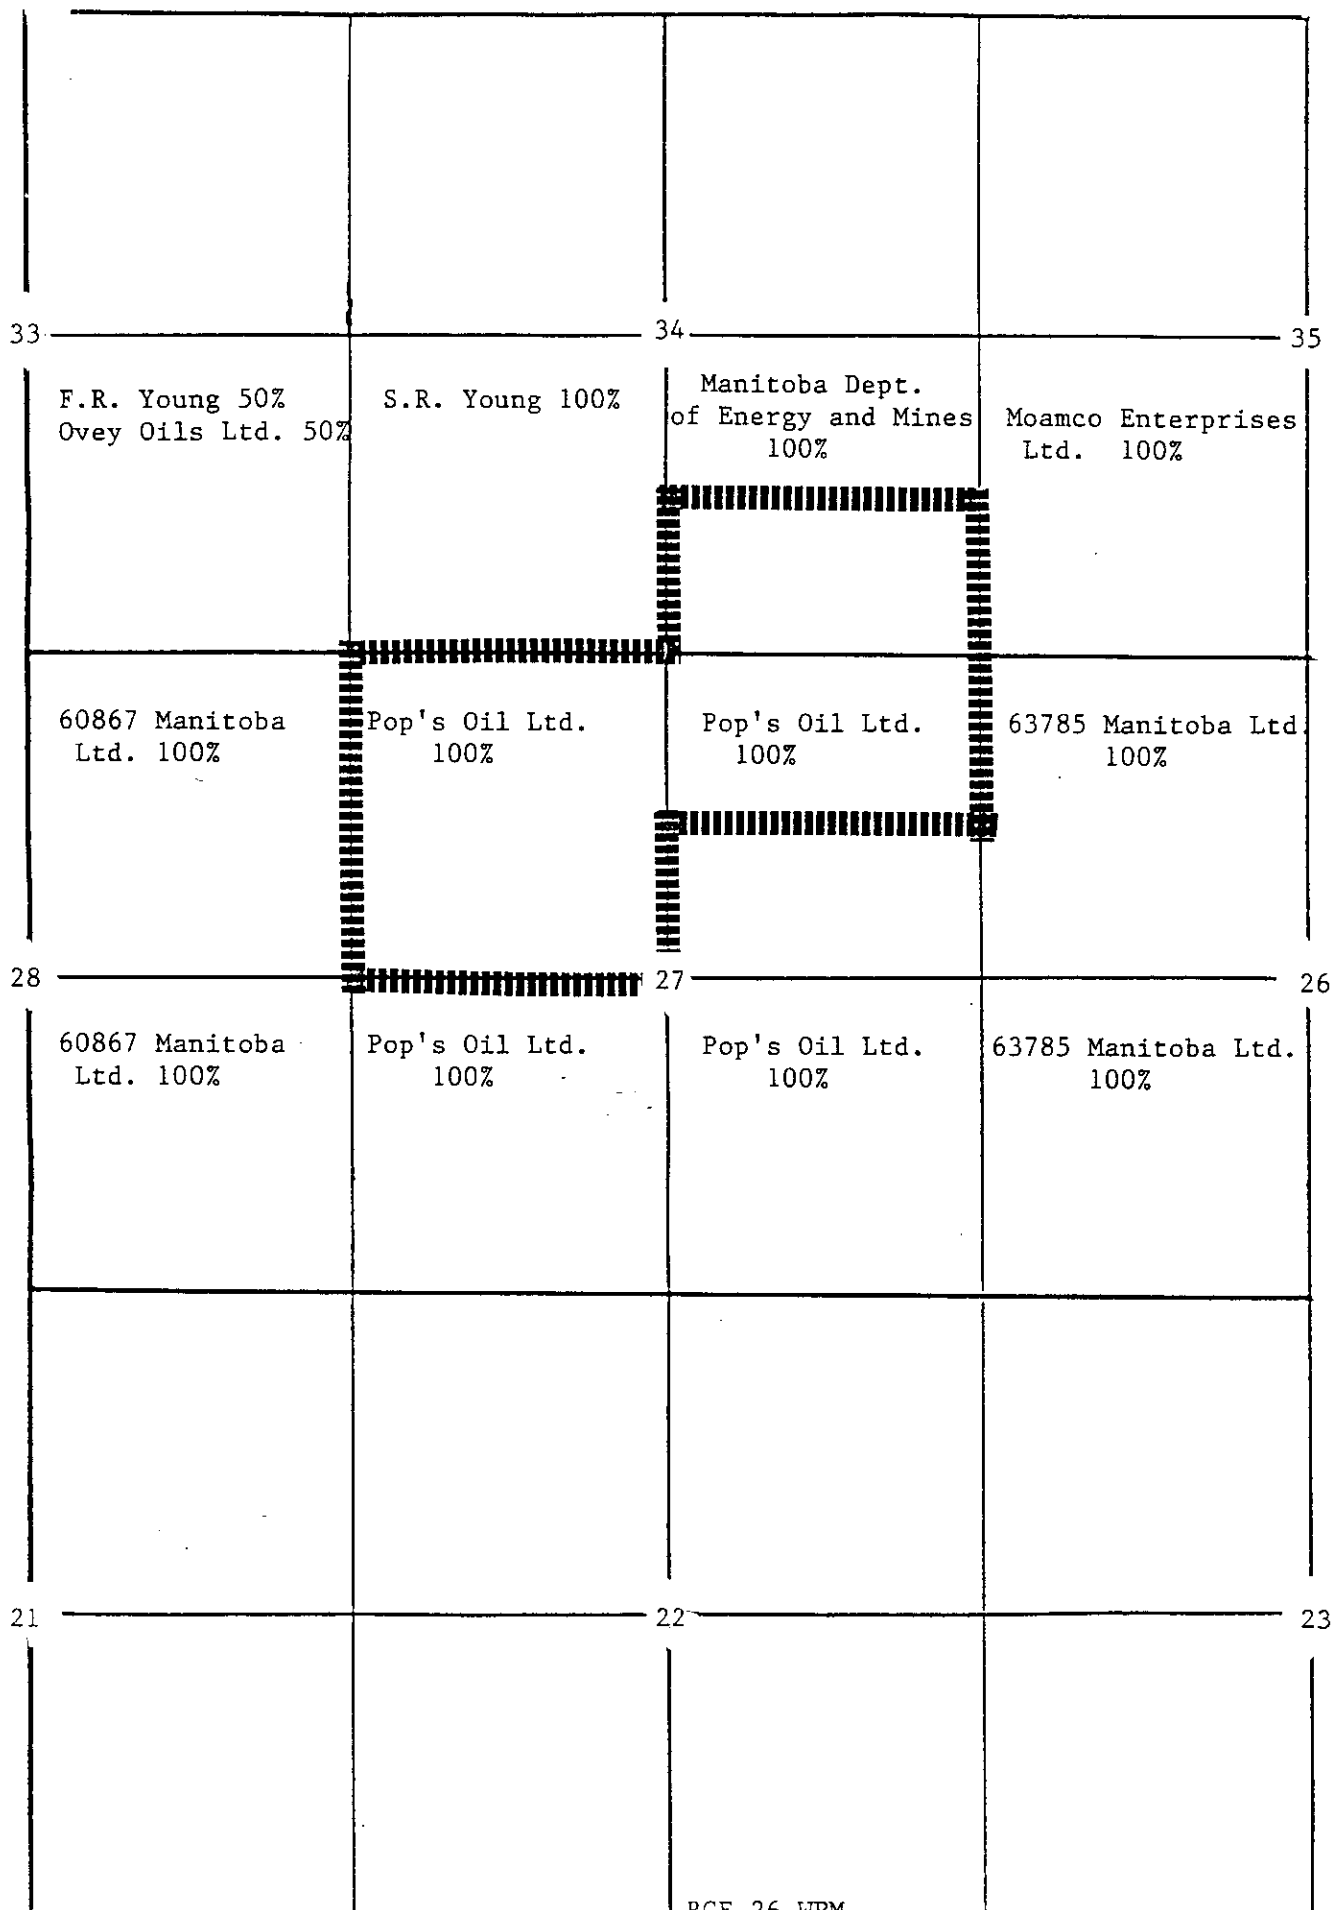 33 34 35
F.R. Young 50%
Ovey Oils Ltd. 50%
S.R. Young 100%
Manitoba Dept.
of Energy and Mines
100%
Moamco Enterprises
Ltd. 100%
60867 Manitoba
Ltd. 100%
Pop's Oil Ltd.
100%
Pop's Oil Ltd.
100%
63785 Manitoba Ltd.
100%
28 27 26
60867 Manitoba
Ltd. 100%
Pop's Oil Ltd.
100%
Pop's Oil Ltd.
100%
63785 Manitoba Ltd.
100%
21 22 23
RGE 26 WPM